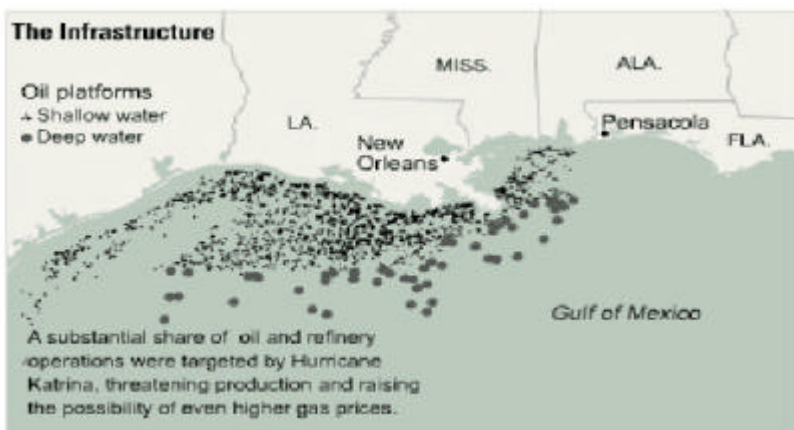 The Infrastructure
Oil platforms
Shallow water
Deep water
MISS.
ALA.
LA.
New
Orleans
Pensacola
FLA.
Gulf of Mexico
A substantial share of oil and refinery
operations were targeted by Hurricane
Katrina, threatening production and raising
the possibility of even higher gas prices.